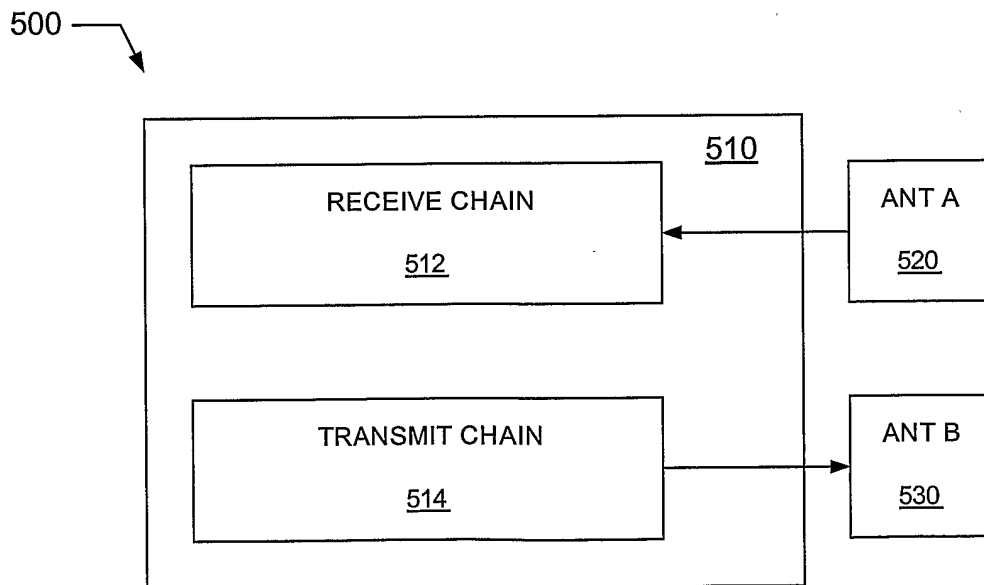 500
510
RECEIVE CHAIN
512
ANT A
520
TRANSMIT CHAIN
514
ANT B
530